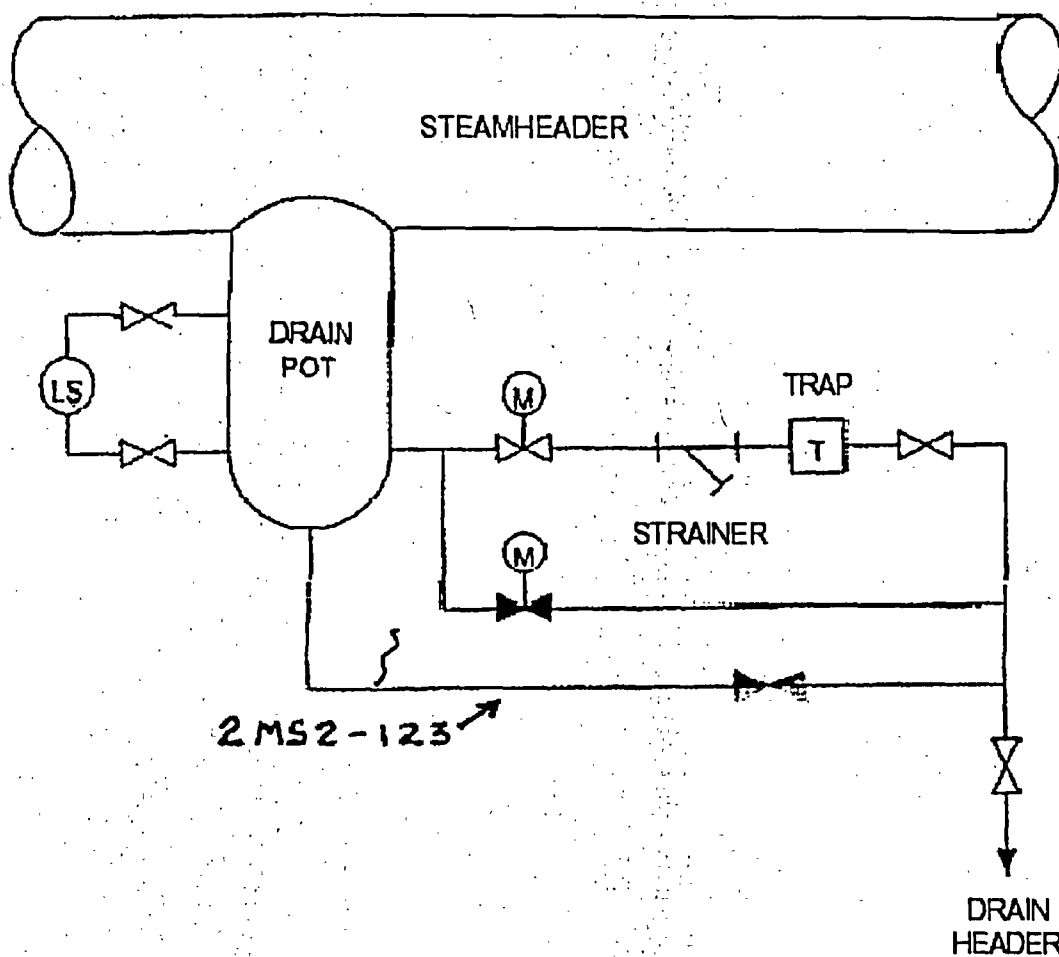 STEAMHEADER
DRAIN
POT
LS
M
TRAP
T
STRAINER
M
2MS2-123
DRAIN
HEADER